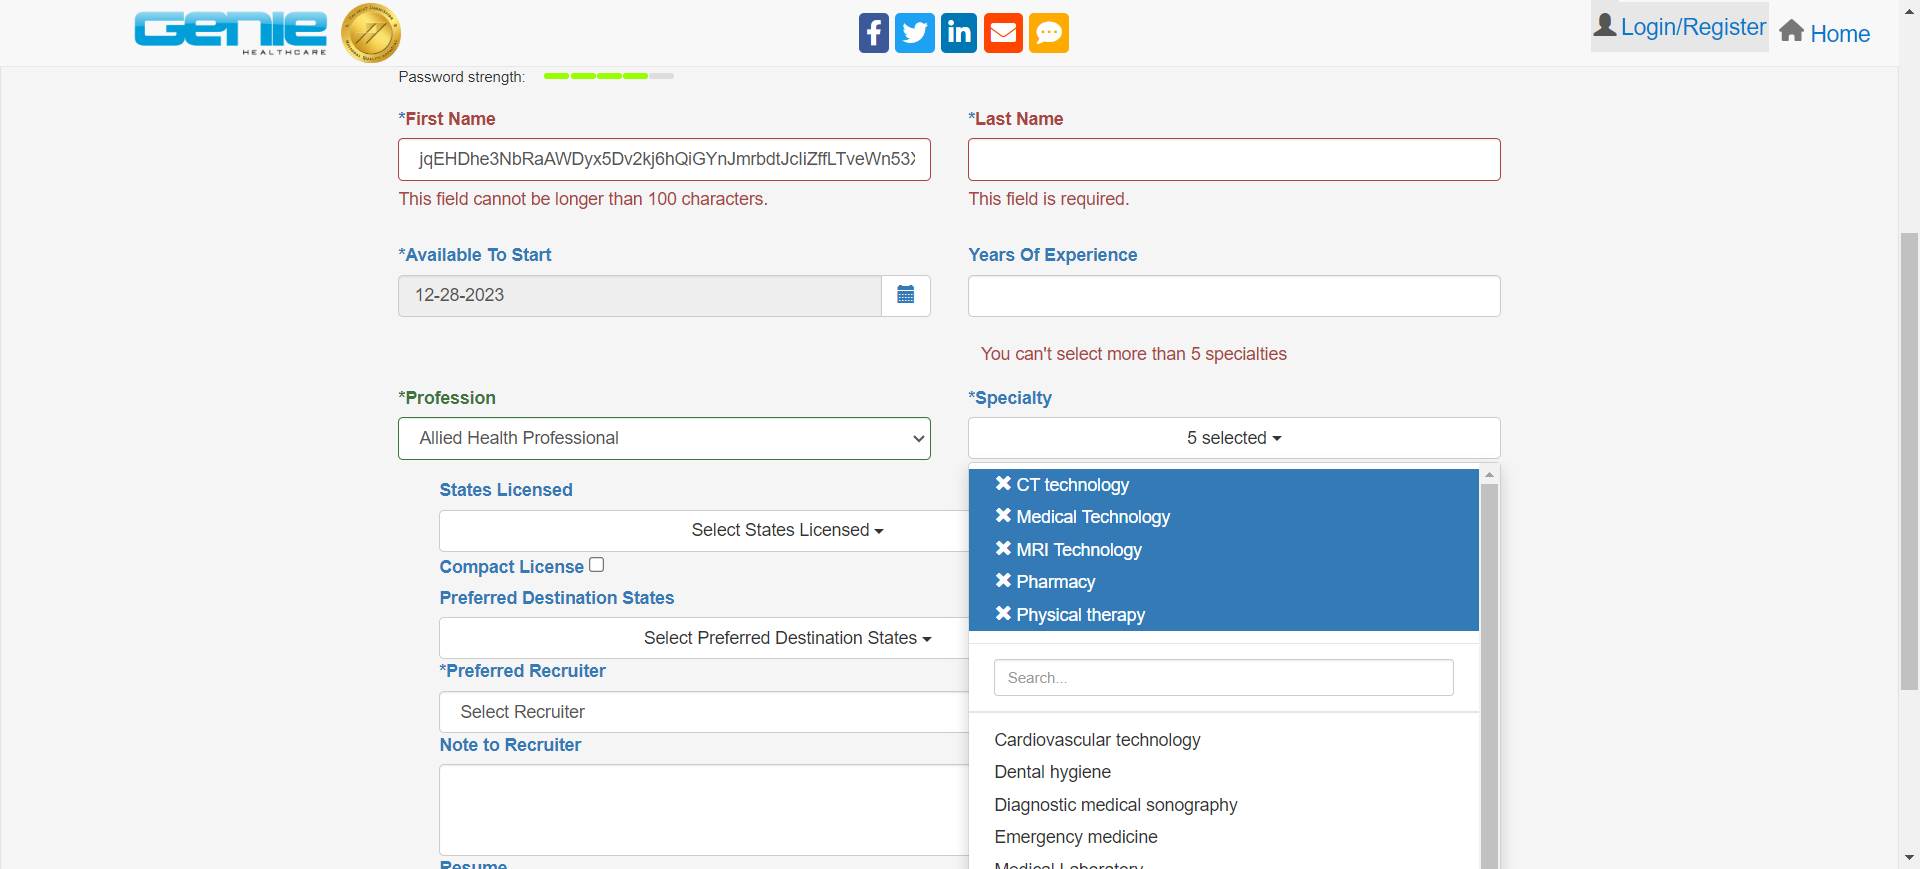 GENIE
HEALTHCARE
Login/Register
Home
Password strength:
*First Name
*Last Name
This field cannot be longer than 100 characters.
This field is required.
*Available To Start
Years Of Experience
12-28-2023
You can't select more than 5 specialties
*Profession
*Specialty
Allied Health Professional
5 selected
States Licensed
CT technology
Select States Licensed
Medical Technology
MRI Technology
Compact License
Pharmacy
Preferred Destination States
Physical therapy
Select Preferred Destination States
*Preferred Recruiter
Search...
Select Recruiter
Note to Recruiter
Cardiovascular technology
Dental hygiene
Diagnostic medical sonography
Emergency medicine
Medical Laboratory
Resume